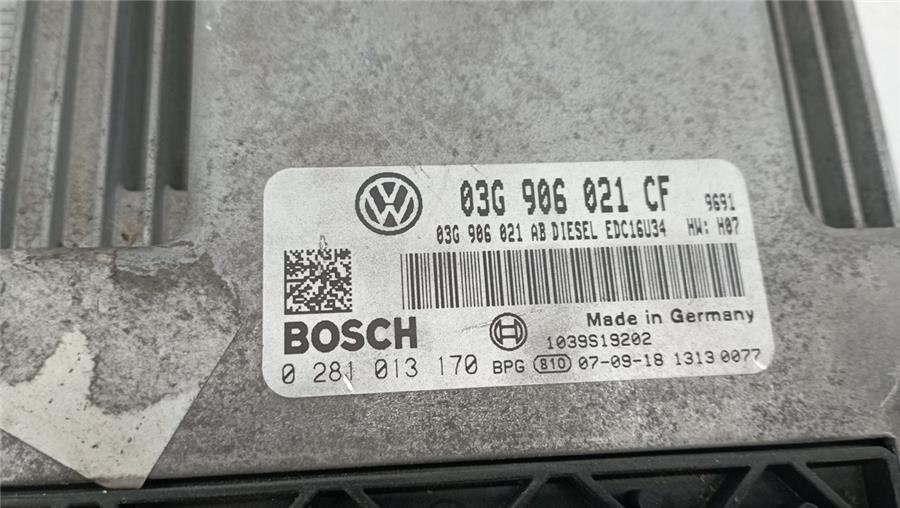 03G 906 021 CF 9691
03G 906 021 AB DIESEL EDC16U34 HW: H07
BOSCH
Made in Germany
1039S19202
0 281 013 170 BPG 810 07-09-18 1313 0077